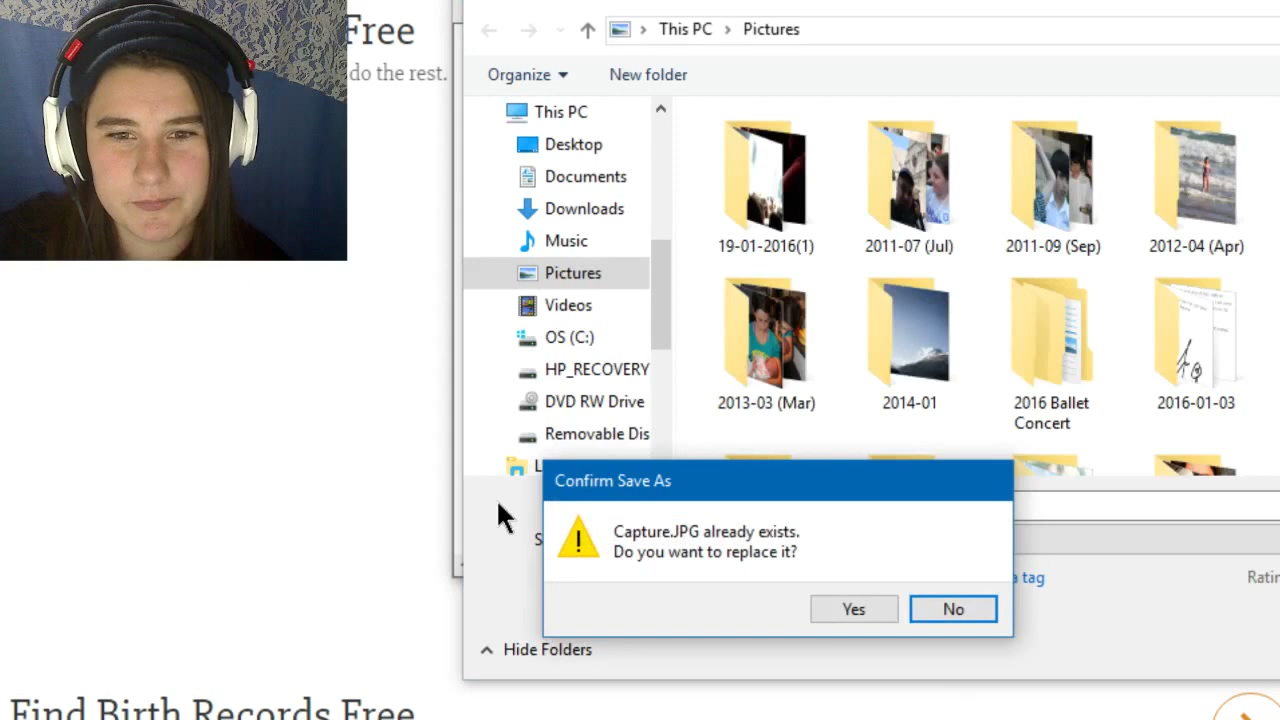 Free
do the rest.
This PC > Pictures
Organize
New folder
This PC
Desktop
Documents
Downloads
Music
Pictures
Videos
OS (C:)
HP_RECOVERY
DVD RW Drive
Removable Dis
19-01-2016(1)
2011-07 (Jul)
2011-09 (Sep)
2012-04 (Apr)
2013-03 (Mar)
2014-01
2016 Ballet
Concert
2016-01-03
Confirm Save As
Capture.JPG already exists.
Do you want to replace it?
Yes
No
a tag
Hide Folders
Find Birth Records Free